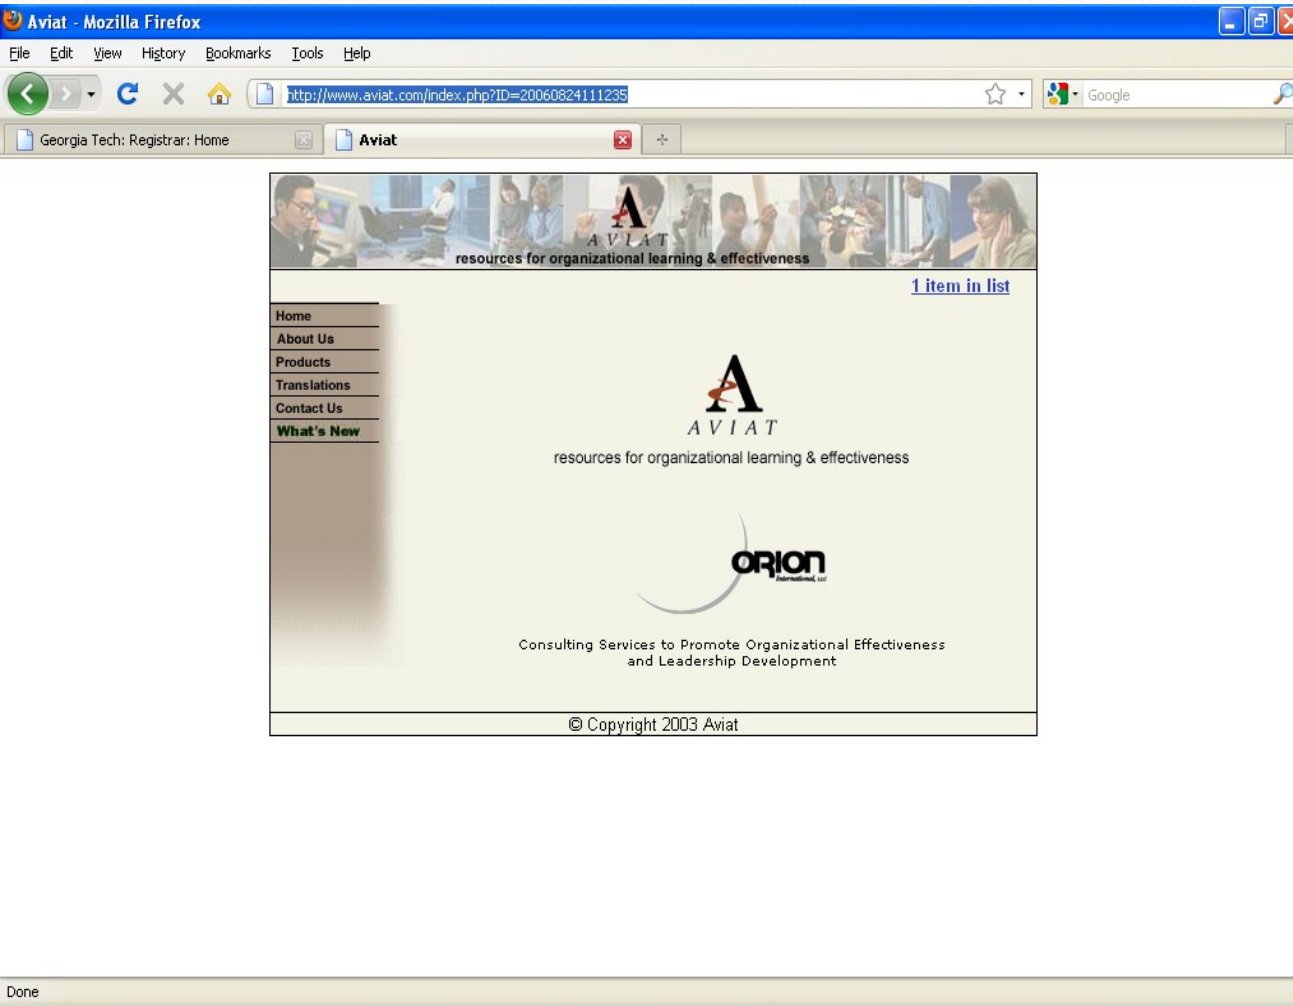 Aviat - Mozilla Firefox
File Edit View History Bookmarks Tools Help
http://www.aviat.com/index.php?ID=20060824111235
Google
Georgia Tech: Registrar: Home
Aviat
A
AVIAT
resources for organizational learning & effectiveness
1 item in list
Home
About Us
Products
Translations
Contact Us
What's New
A
AVIAT
resources for organizational learning & effectiveness
ORION
International, LLC
Consulting Services to Promote Organizational Effectiveness
and Leadership Development
© Copyright 2003 Aviat
Done